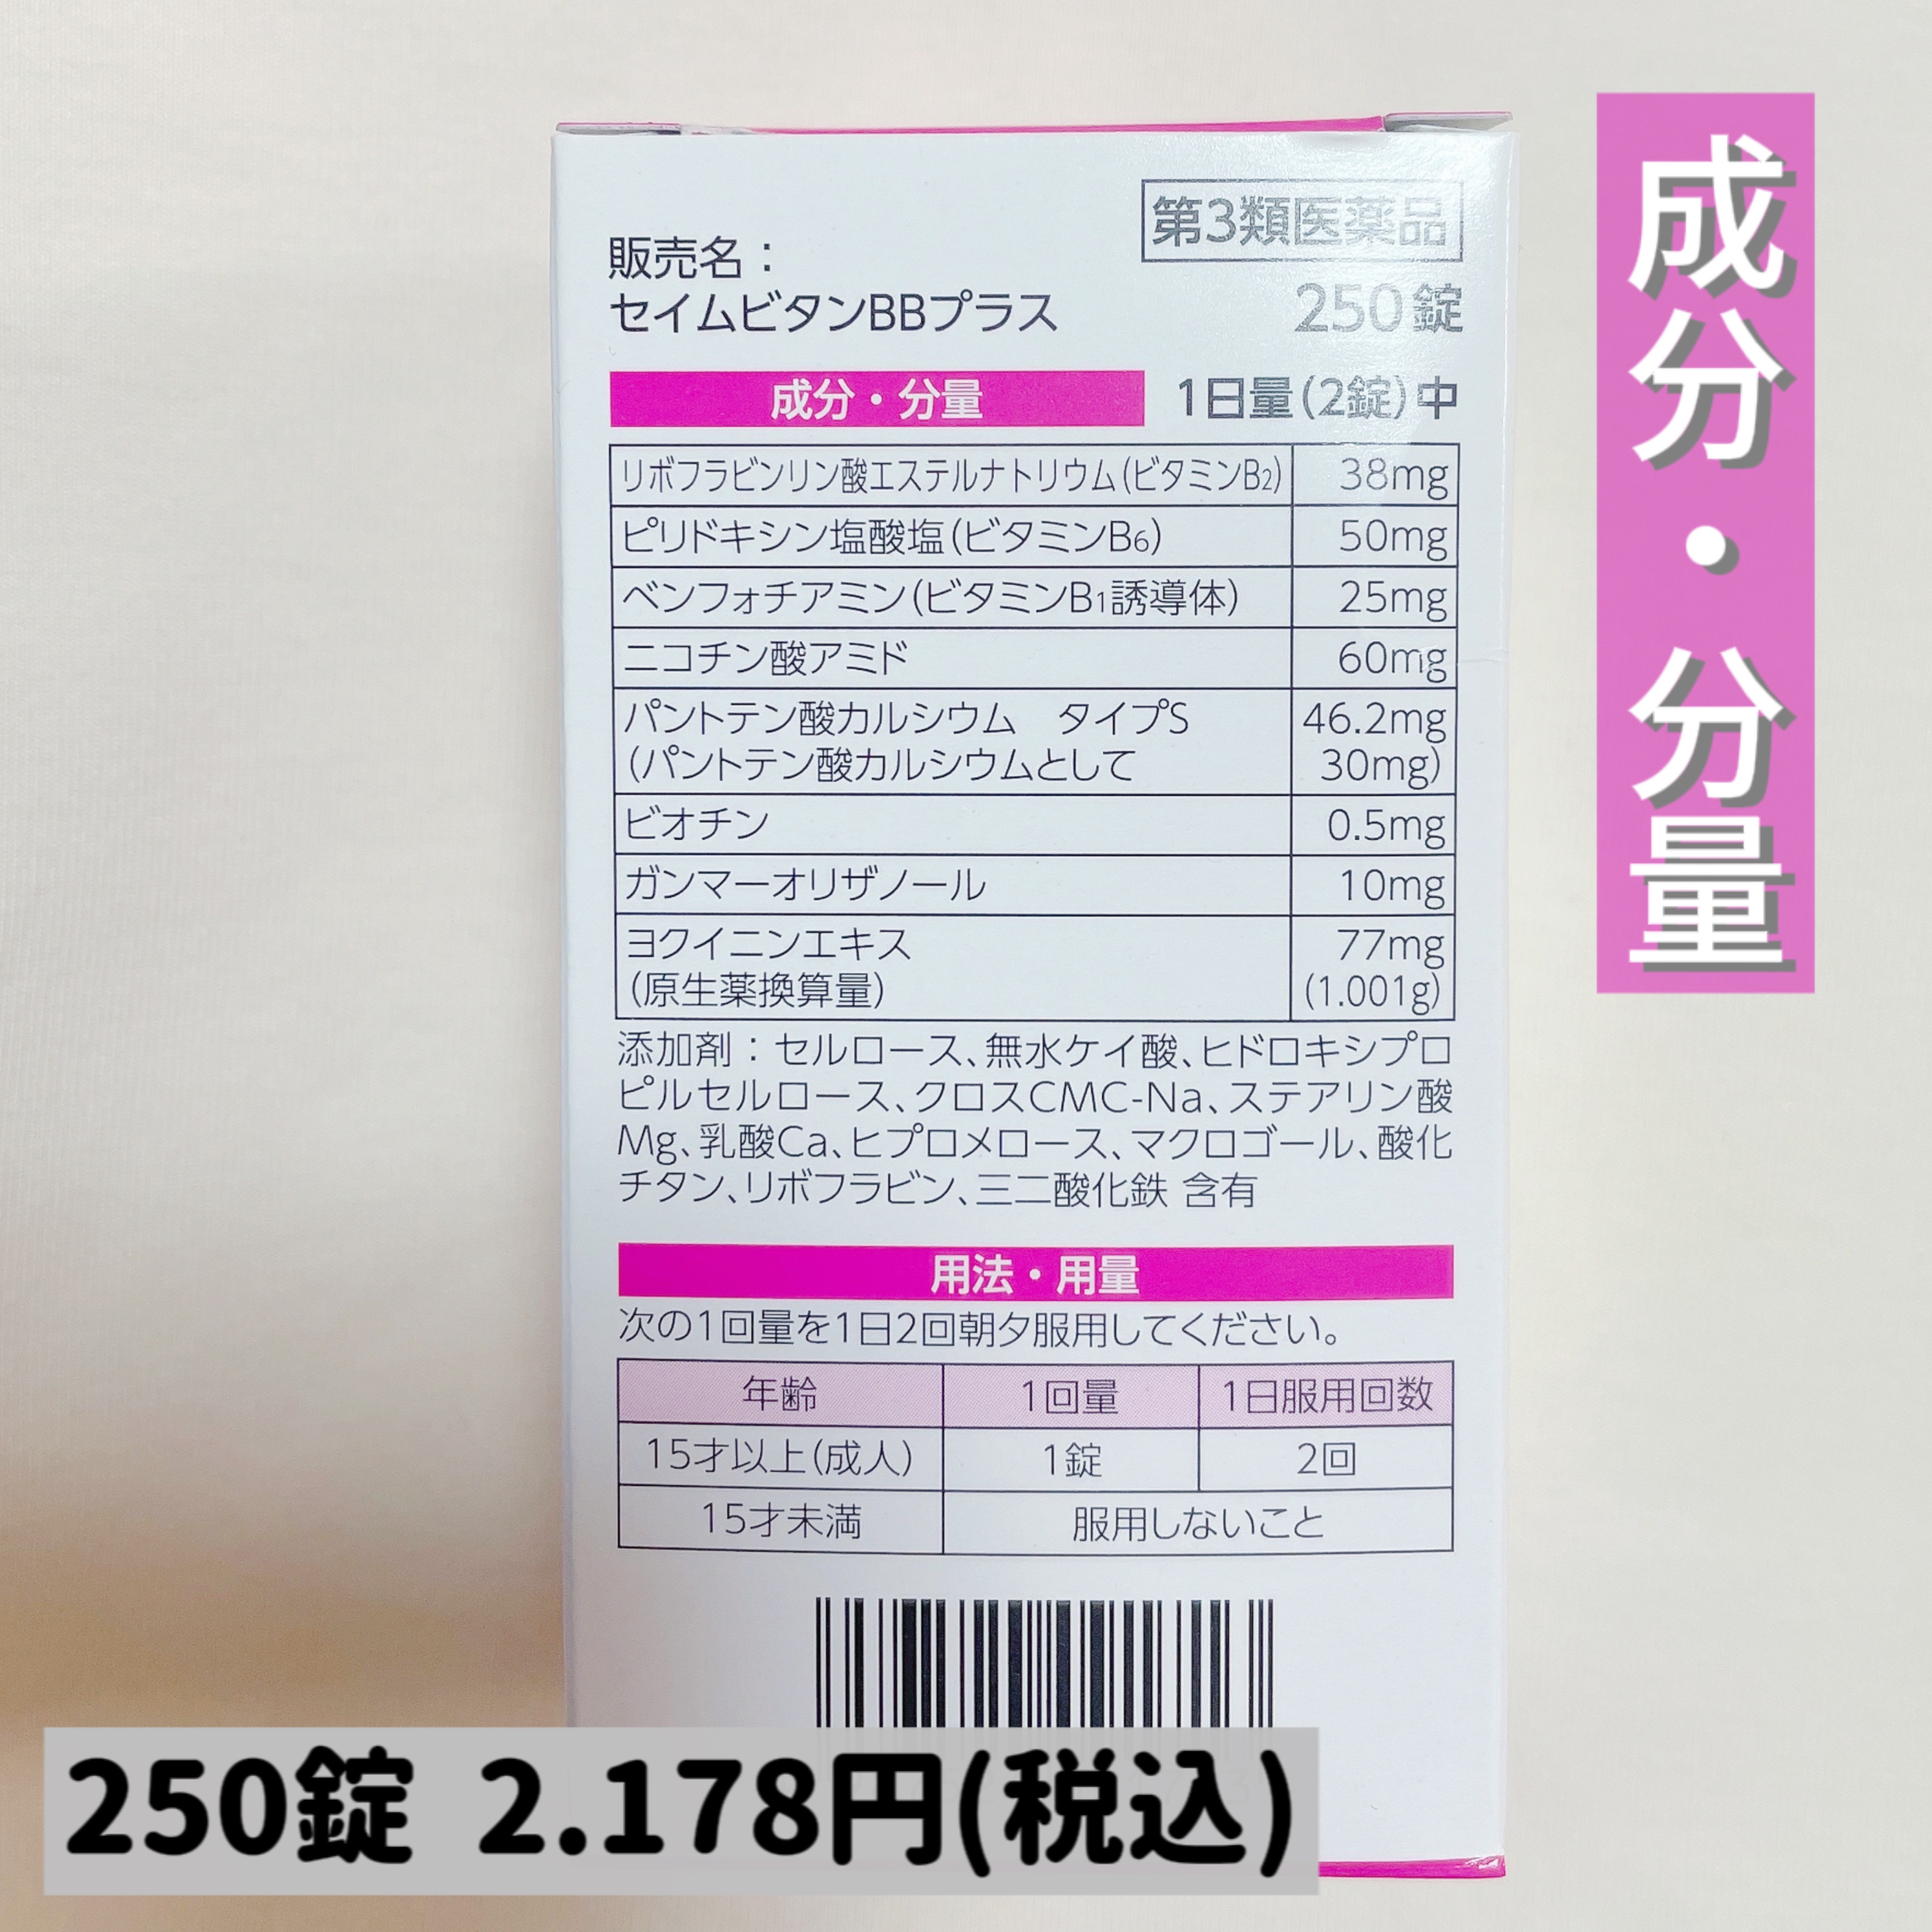 成分・分量
第3類医薬品
販売名：
セイムビタンBBプラス
250錠
成分・分量
1日量(2錠)中
リボフラビンリン酸エステルナトリウム(ビタミンB2) 38mg
ピリドキシン塩酸塩(ビタミンB6) 50mg
ベンフォチアミン(ビタミンB1誘導体) 25mg
ニコチン酸アミド 60mg
パントテン酸カルシウム　タイプS 46.2mg
(パントテン酸カルシウムとして 30mg)
ビオチン 0.5mg
ガンマーオリザノール 10mg
ヨクイニンエキス 77mg
(原生薬換算量) (1.001g)
添加剤：セルロース、無水ケイ酸、ヒドロキシプロ
ピルセルロース、クロスCMC-Na、ステアリン酸
Mg、乳酸Ca、ヒプロメロース、マクロゴール、酸化
チタン、リボフラビン、三二酸化鉄 含有
用法・用量
次の1回量を1日2回朝夕服用してください。
年齢 1回量 1日服用回数
15才以上(成人) 1錠 2回
15才未満 服用しないこと
250錠 2.178円(税込)